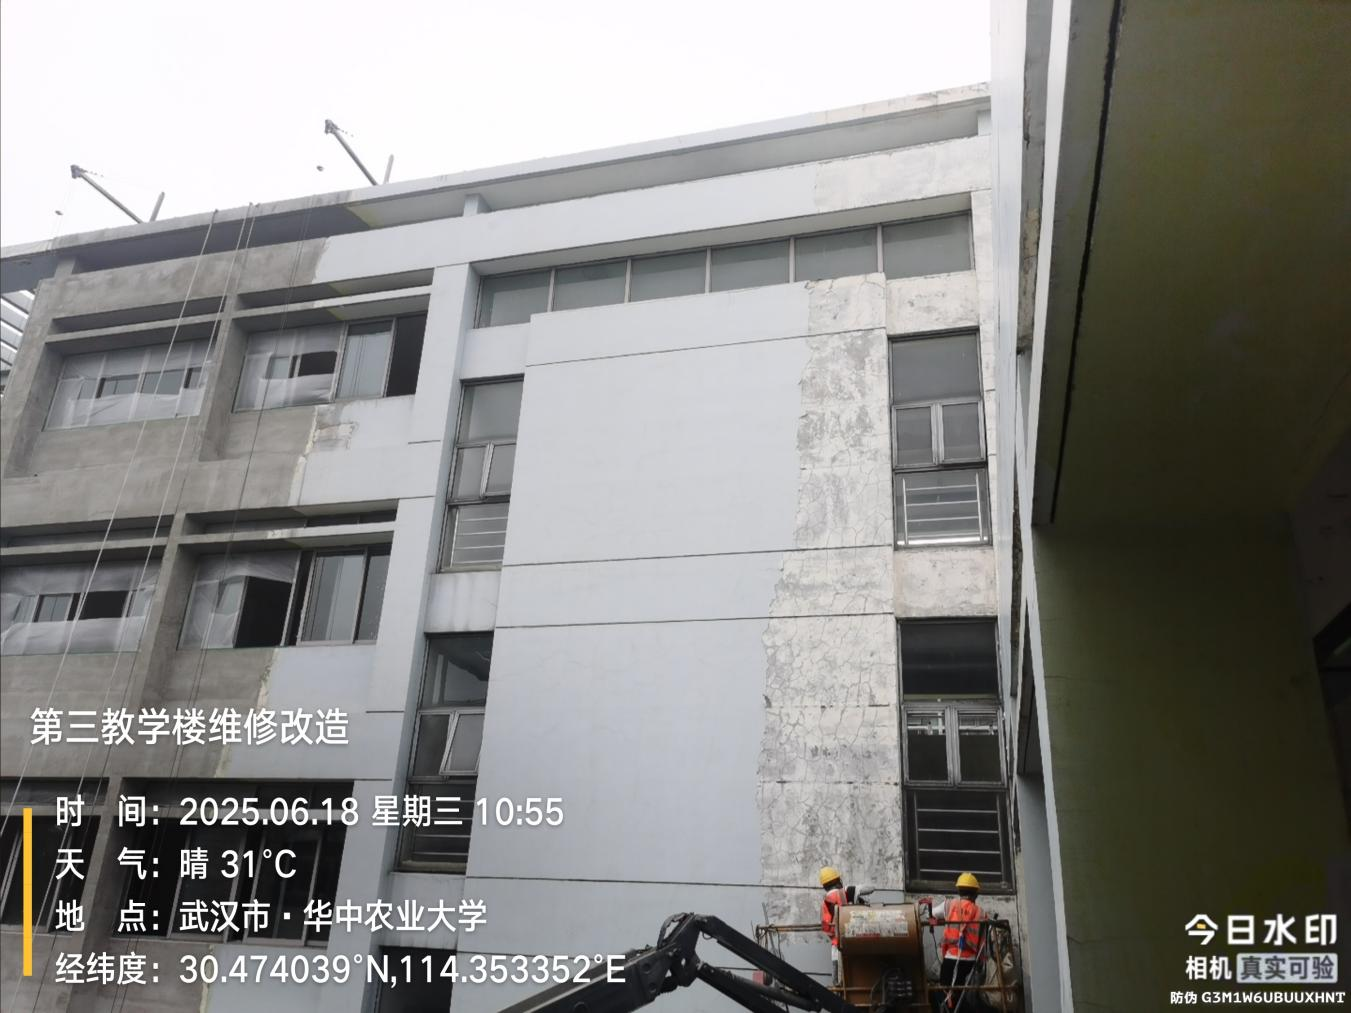 第三教学楼维修改造
时 间：2025.06.18 星期三 10:55
天 气：晴 31°C
地 点：武汉市·华中农业大学
经纬度：30.474039°N,114.353352°E
今日水印
相机 真实可验
防伪 G3M1W6UBUUXHNT